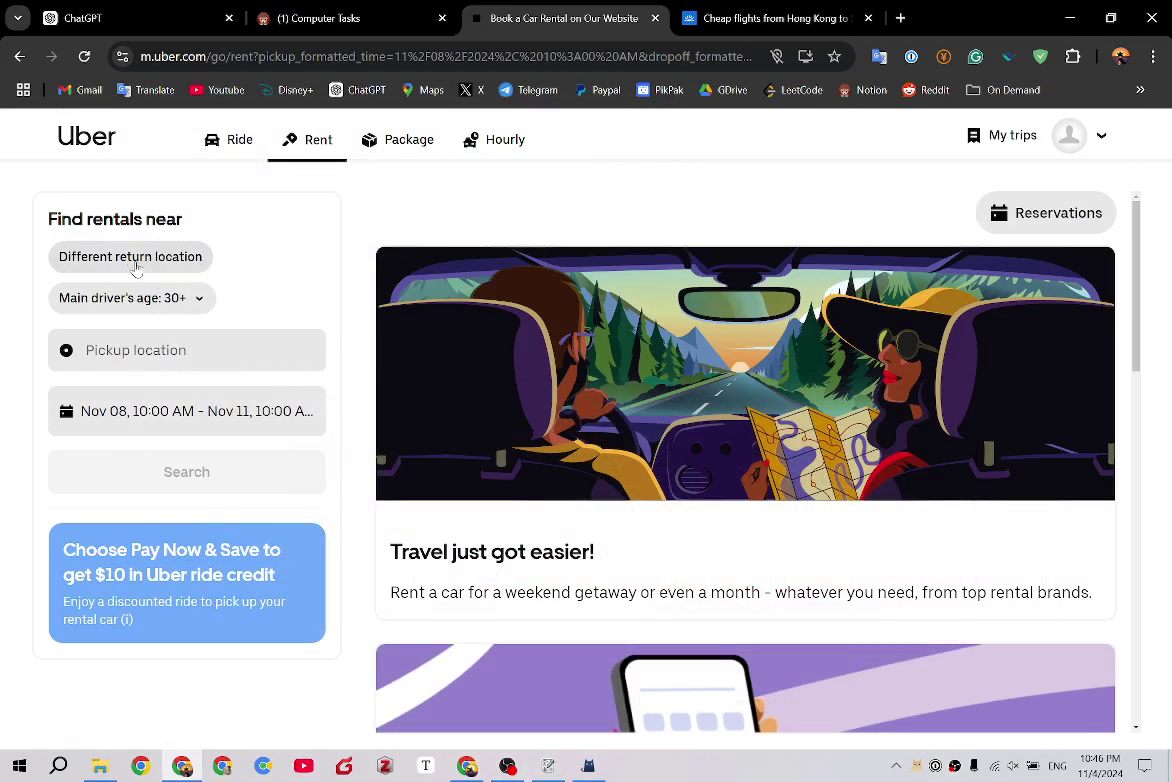 ChatGPT
(1) Computer Tasks
Book a Car Rental on Our Website
Cheap flights from Hong Kong to
m.uber.com/go/rent?pickup_formatted_time=11%2F08%2F2024%2C%2010%3A00%20AM&dropoff_formatte...
Gmail
Translate
Youtube
Disney+
ChatGPT
Maps
X
Telegram
Paypal
PikPak
GDrive
LeetCode
Notion
Reddit
On Demand
Uber
Ride
Rent
Package
Hourly
My trips
Find rentals near
Different return location
Main driver's age: 30+
Pickup location
Nov 08, 10:00 AM - Nov 11, 10:00 A...
Search
Choose Pay Now & Save to
get $10 in Uber ride credit
Enjoy a discounted ride to pick up your
rental car (i)
Reservations
Travel just got easier!
Rent a car for a weekend getaway or even a month - whatever you need, from top rental brands.
ENG
10:46 PM
11/4/2024